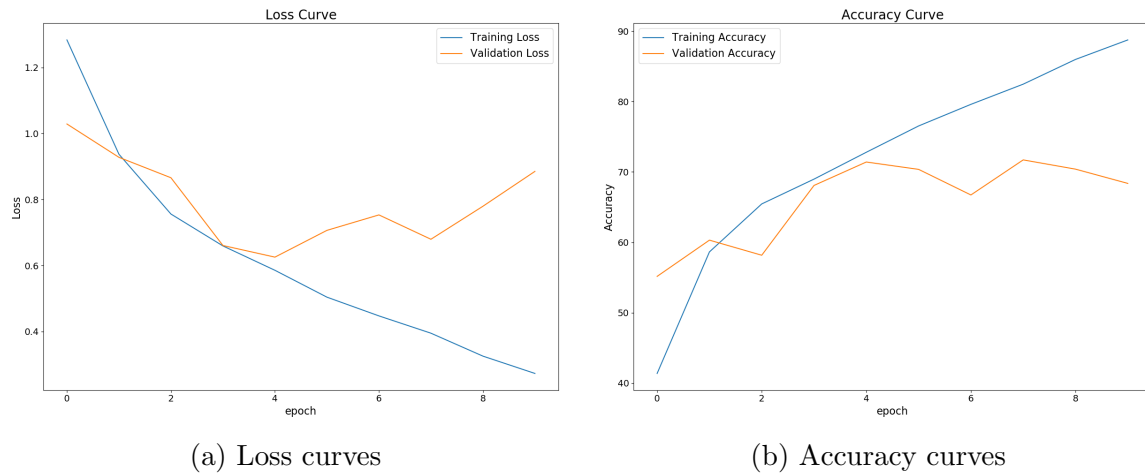 Loss Curve
Training Loss
Validation Loss
1.2
1.0
0.8
0.6
0.4
Loss
0 2 4 6 8
epoch
(a) Loss curves
Accuracy Curve
Training Accuracy
Validation Accuracy
90
80
70
60
50
40
Accuracy
0 2 4 6 8
epoch
(b) Accuracy curves